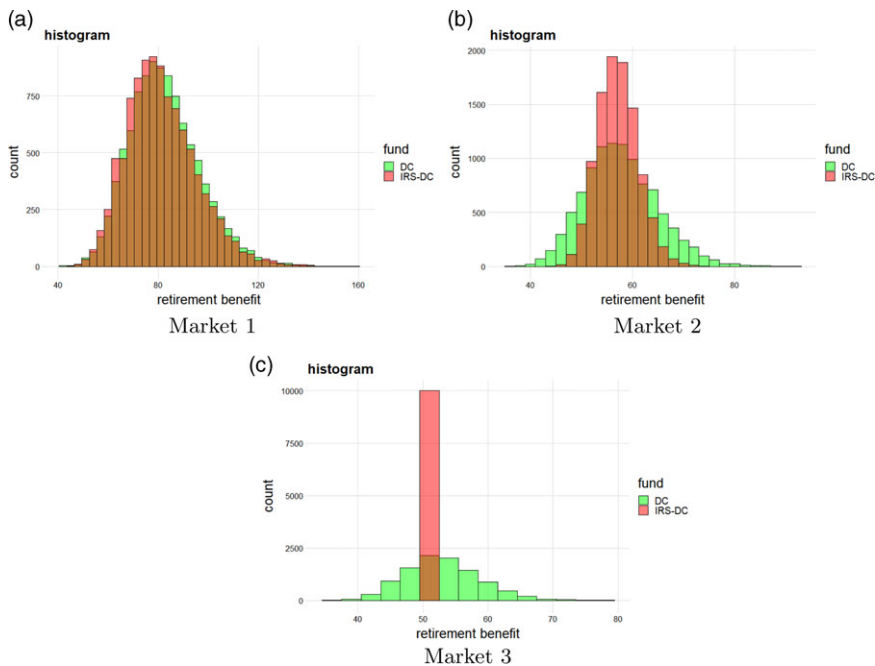 (a)
histogram
count
750
500
250
0
40 80 120 160
retirement benefit
fund
DC
IRS-DC
Market 1
(b)
histogram
count
2000
1500
1000
500
0
40 60 80
retirement benefit
fund
DC
IRS-DC
Market 2
(c)
histogram
count
10000
7500
5000
2500
0
40 50 60 70 80
retirement benefit
fund
DC
IRS-DC
Market 3